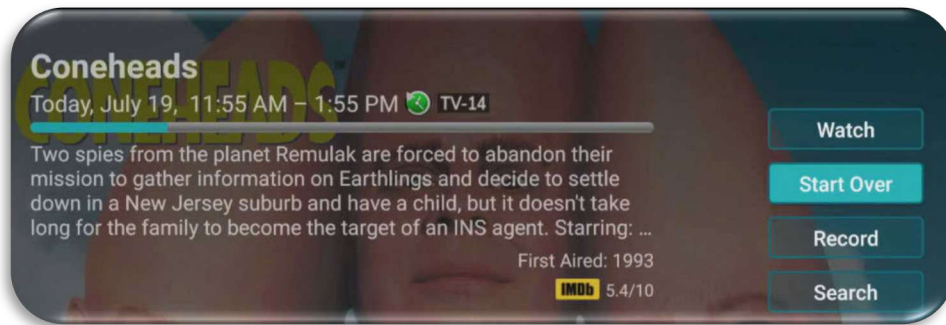 CONEHEADS
Coneheads
Today, July 19, 11:55 AM – 1:55 PM TV-14
Two spies from the planet Remulak are forced to abandon their
mission to gather information on Earthlings and decide to settle
down in a New Jersey suburb and have a child, but it doesn't take
long for the family to become the target of an INS agent. Starring: ...
First Aired: 1993
IMDb 5.4/10
Watch
Start Over
Record
Search